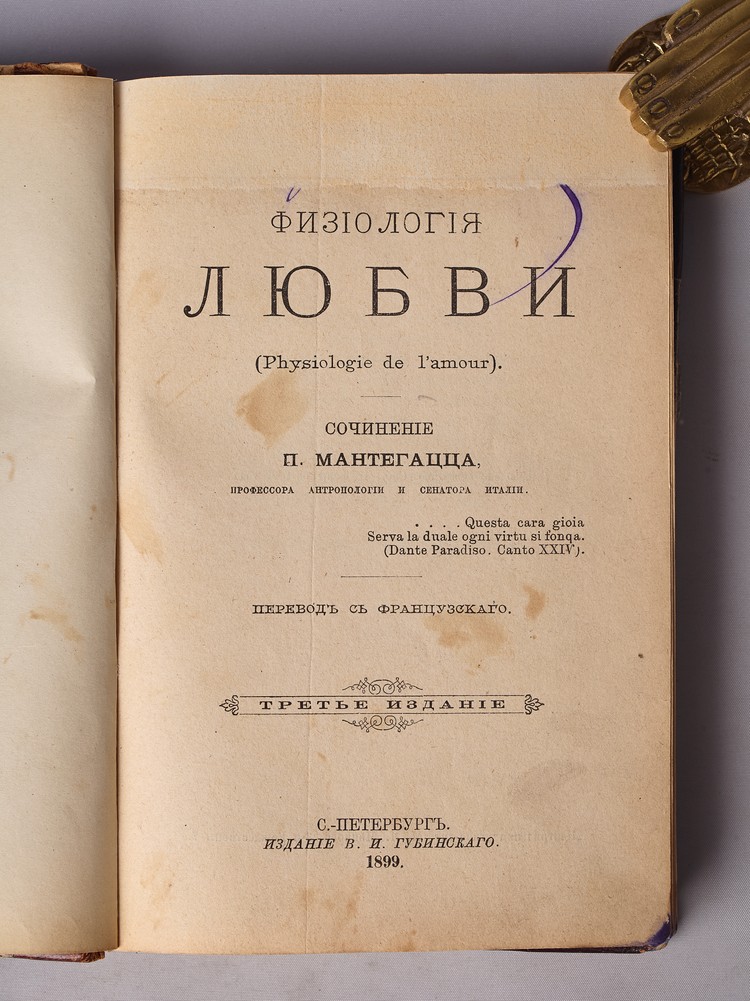 ФИЗІОЛОГІЯ
ЛЮБВИ
(Physiologie de l'amour).
СОЧИНЕНІЕ
П. МАНТЕГАЦЦА,
ПРОФЕССОРА АНТРОПОЛОГІИ И СЕНАТОРА ИТАЛІИ.
. . . . Questa cara gioia
Serva la duale ogni virtu si fonqa.
(Dante Paradiso. Canto XXIV).
ПЕРЕВОДЪ СЪ ФРАНЦУЗСКАГО.
ТРЕТЬЕ ИЗДАНІЕ
С.-ПЕТЕРБУРГЪ.
ИЗДАНІЕ В. И. ГУБИНСКАГО.
1899.